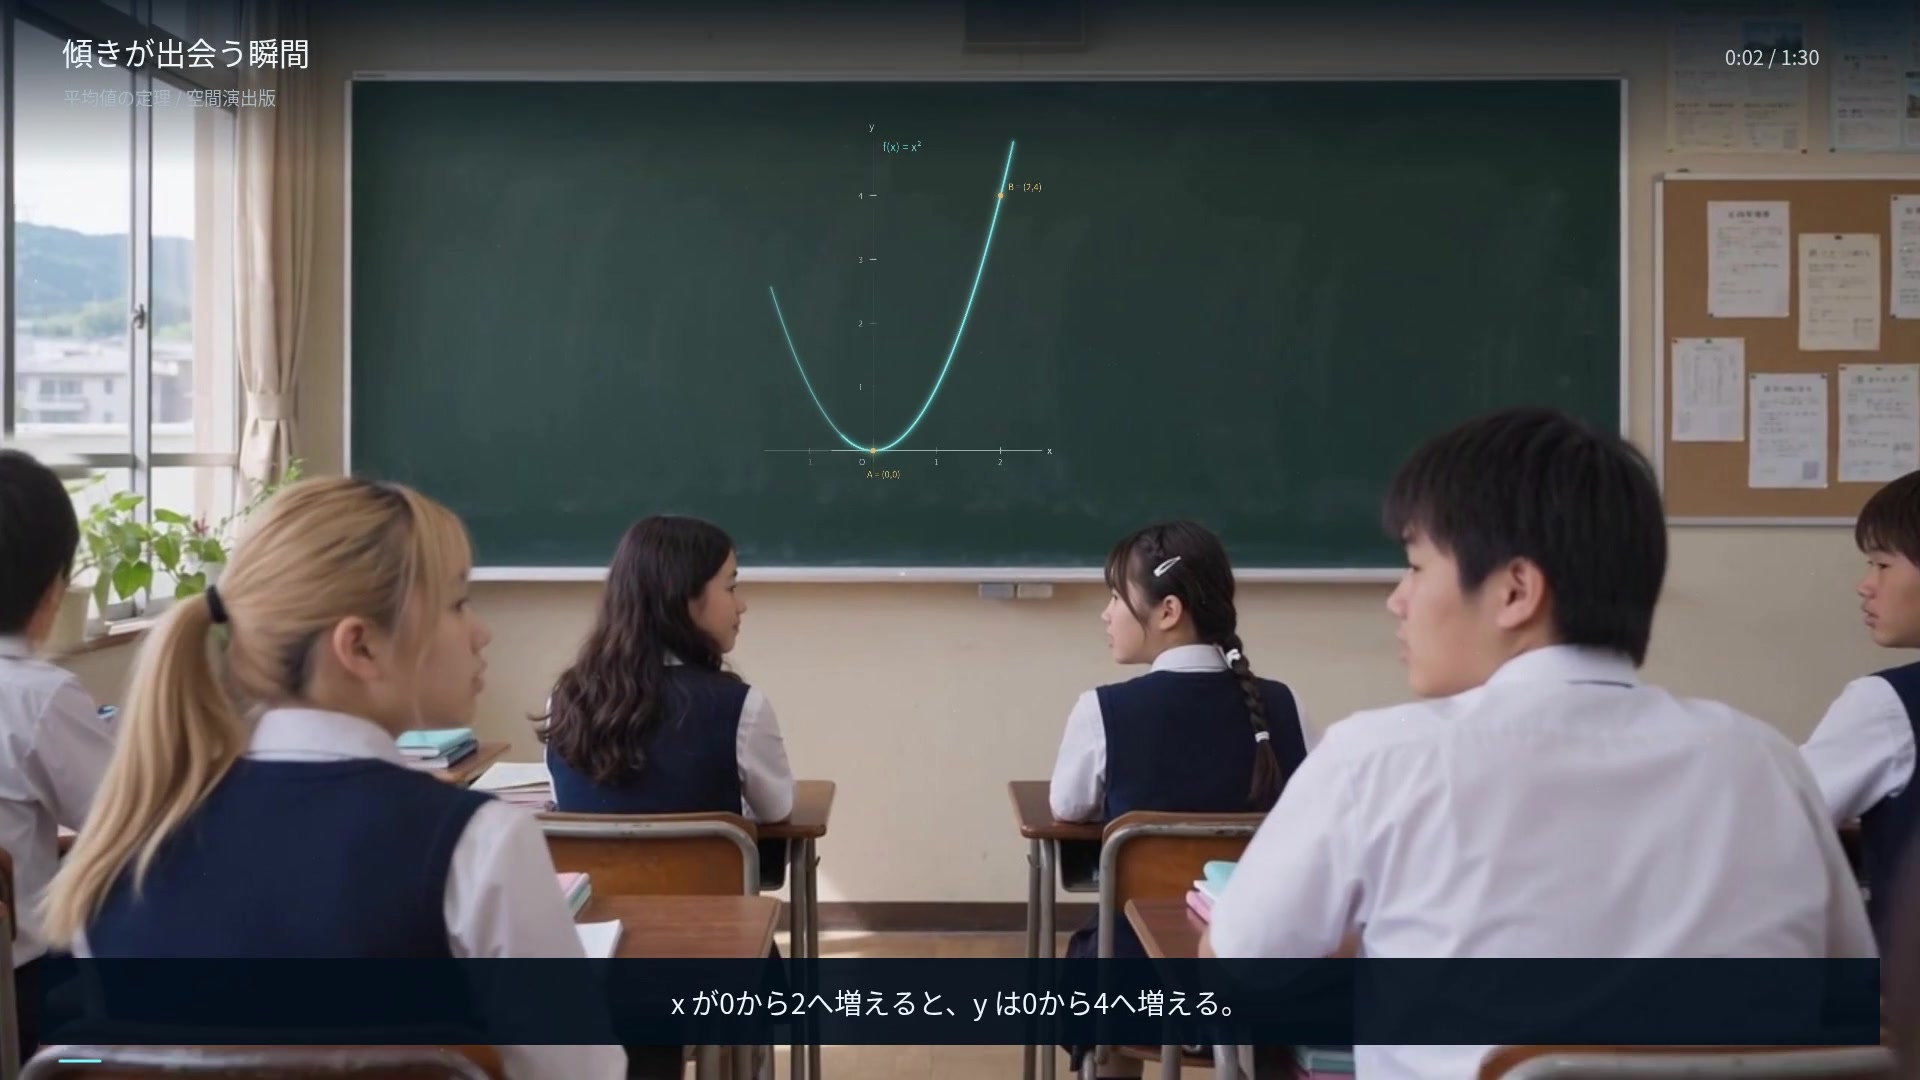 傾きが出会う瞬間
0:02 / 1:30
平均値の定理 / 空間演出版
y
f(x) = x²
B = (2,4)
4
3
2
1
x
1
O
1
2
A = (0,0)
x が0から2へ増えると、y は0から4へ増える。